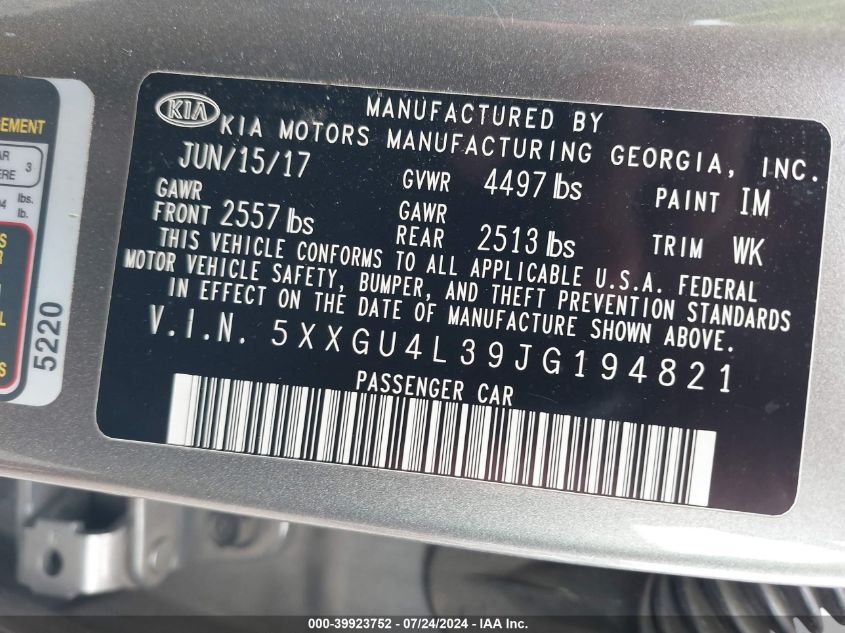 KIA
MANUFACTURED BY
KIA MOTORS MANUFACTURING GEORGIA, INC.
JUN/15/17 GVWR 4497 lbs PAINT IM
GAWR FRONT 2557 lbs GAWR REAR 2513 lbs TRIM WK
THIS VEHICLE CONFORMS TO ALL APPLICABLE U.S.A. FEDERAL
MOTOR VEHICLE SAFETY, BUMPER, AND THEFT PREVENTION STANDARDS
IN EFFECT ON THE DATE OF MANUFACTURE SHOWN ABOVE.
V.I.N. 5XXGU4L39JG194821
PASSENGER CAR
3
lbs.
lb.
5220
000-39923752 / 07/24/2024 - IAA Inc.